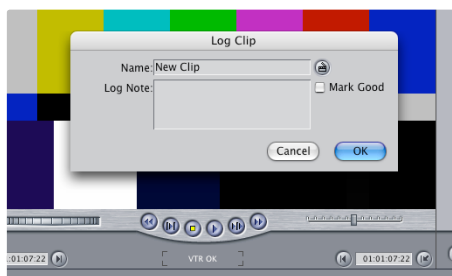 Log Clip
Name: New Clip
Log Note:
Mark Good
Cancel OK
:01:07:22 VTR OK 01:01:07:22